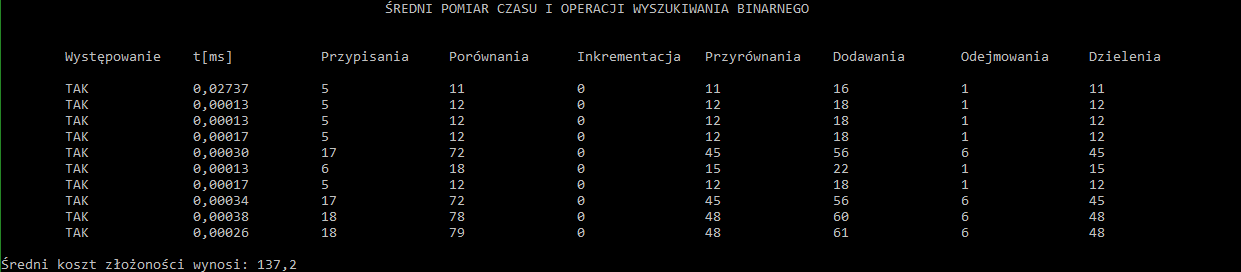 ŚREDNI POMIAR CZASU I OPERACJI WYSZUKIWANIA BINARNEGO
Występowanie t[ms] Przypisania Porównania Inkrementacja Przyrównania Dodawania Odejmowania Dzielenia
TAK 0,02737 5 11 0 11 16 1 11
TAK 0,00013 5 12 0 12 18 1 12
TAK 0,00013 5 12 0 12 18 1 12
TAK 0,00017 5 12 0 12 18 1 12
TAK 0,00030 17 72 0 45 56 6 45
TAK 0,00013 6 18 0 15 22 1 15
TAK 0,00017 5 12 0 12 18 1 12
TAK 0,00034 17 72 0 45 56 6 45
TAK 0,00038 18 78 0 48 60 6 48
TAK 0,00026 18 79 0 48 61 6 48
Średni koszt złożoności wynosi: 137,2